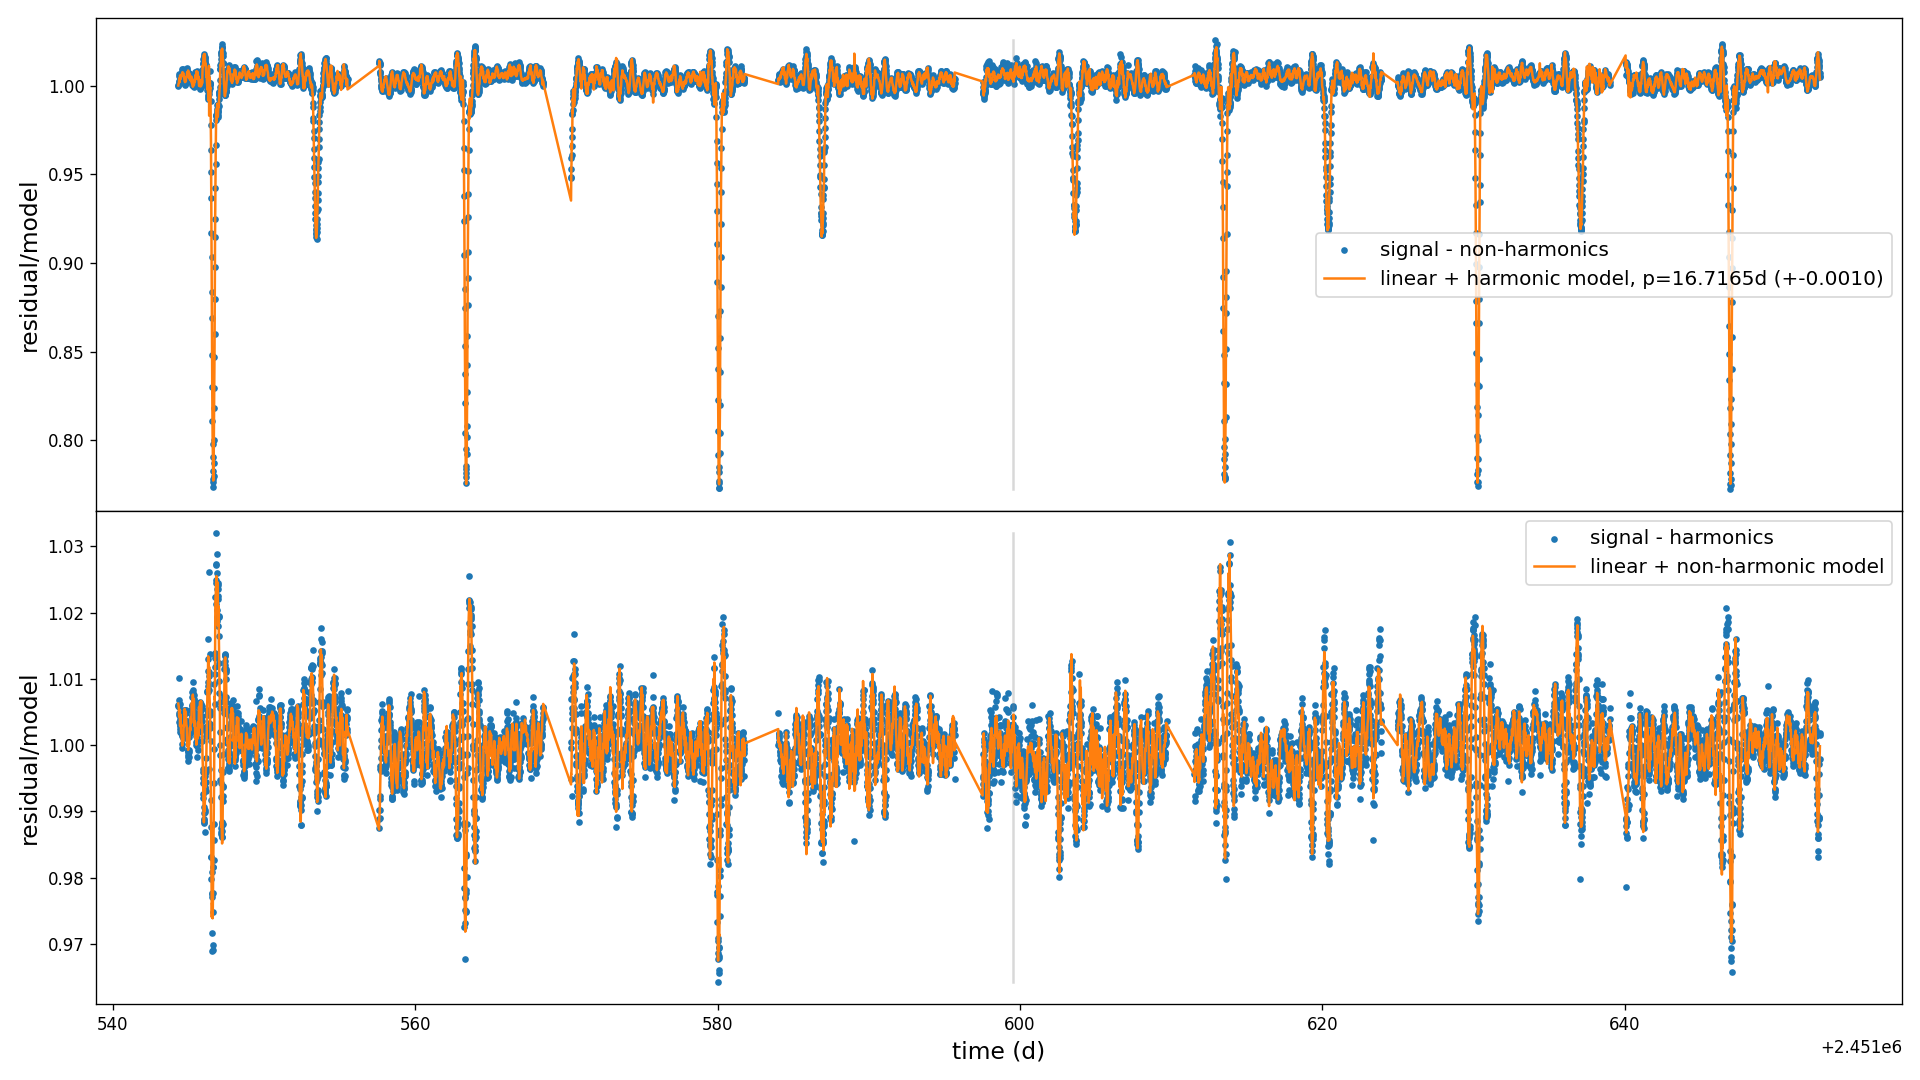 residual/model
1.00
0.95
0.90
0.85
0.80
signal - non-harmonics
linear + harmonic model, p=16.7165d (+-0.0010)
residual/model
1.03
1.02
1.01
1.00
0.99
0.98
0.97
signal - harmonics
linear + non-harmonic model
540
560
580
600
620
640
time (d)
+2.451e6